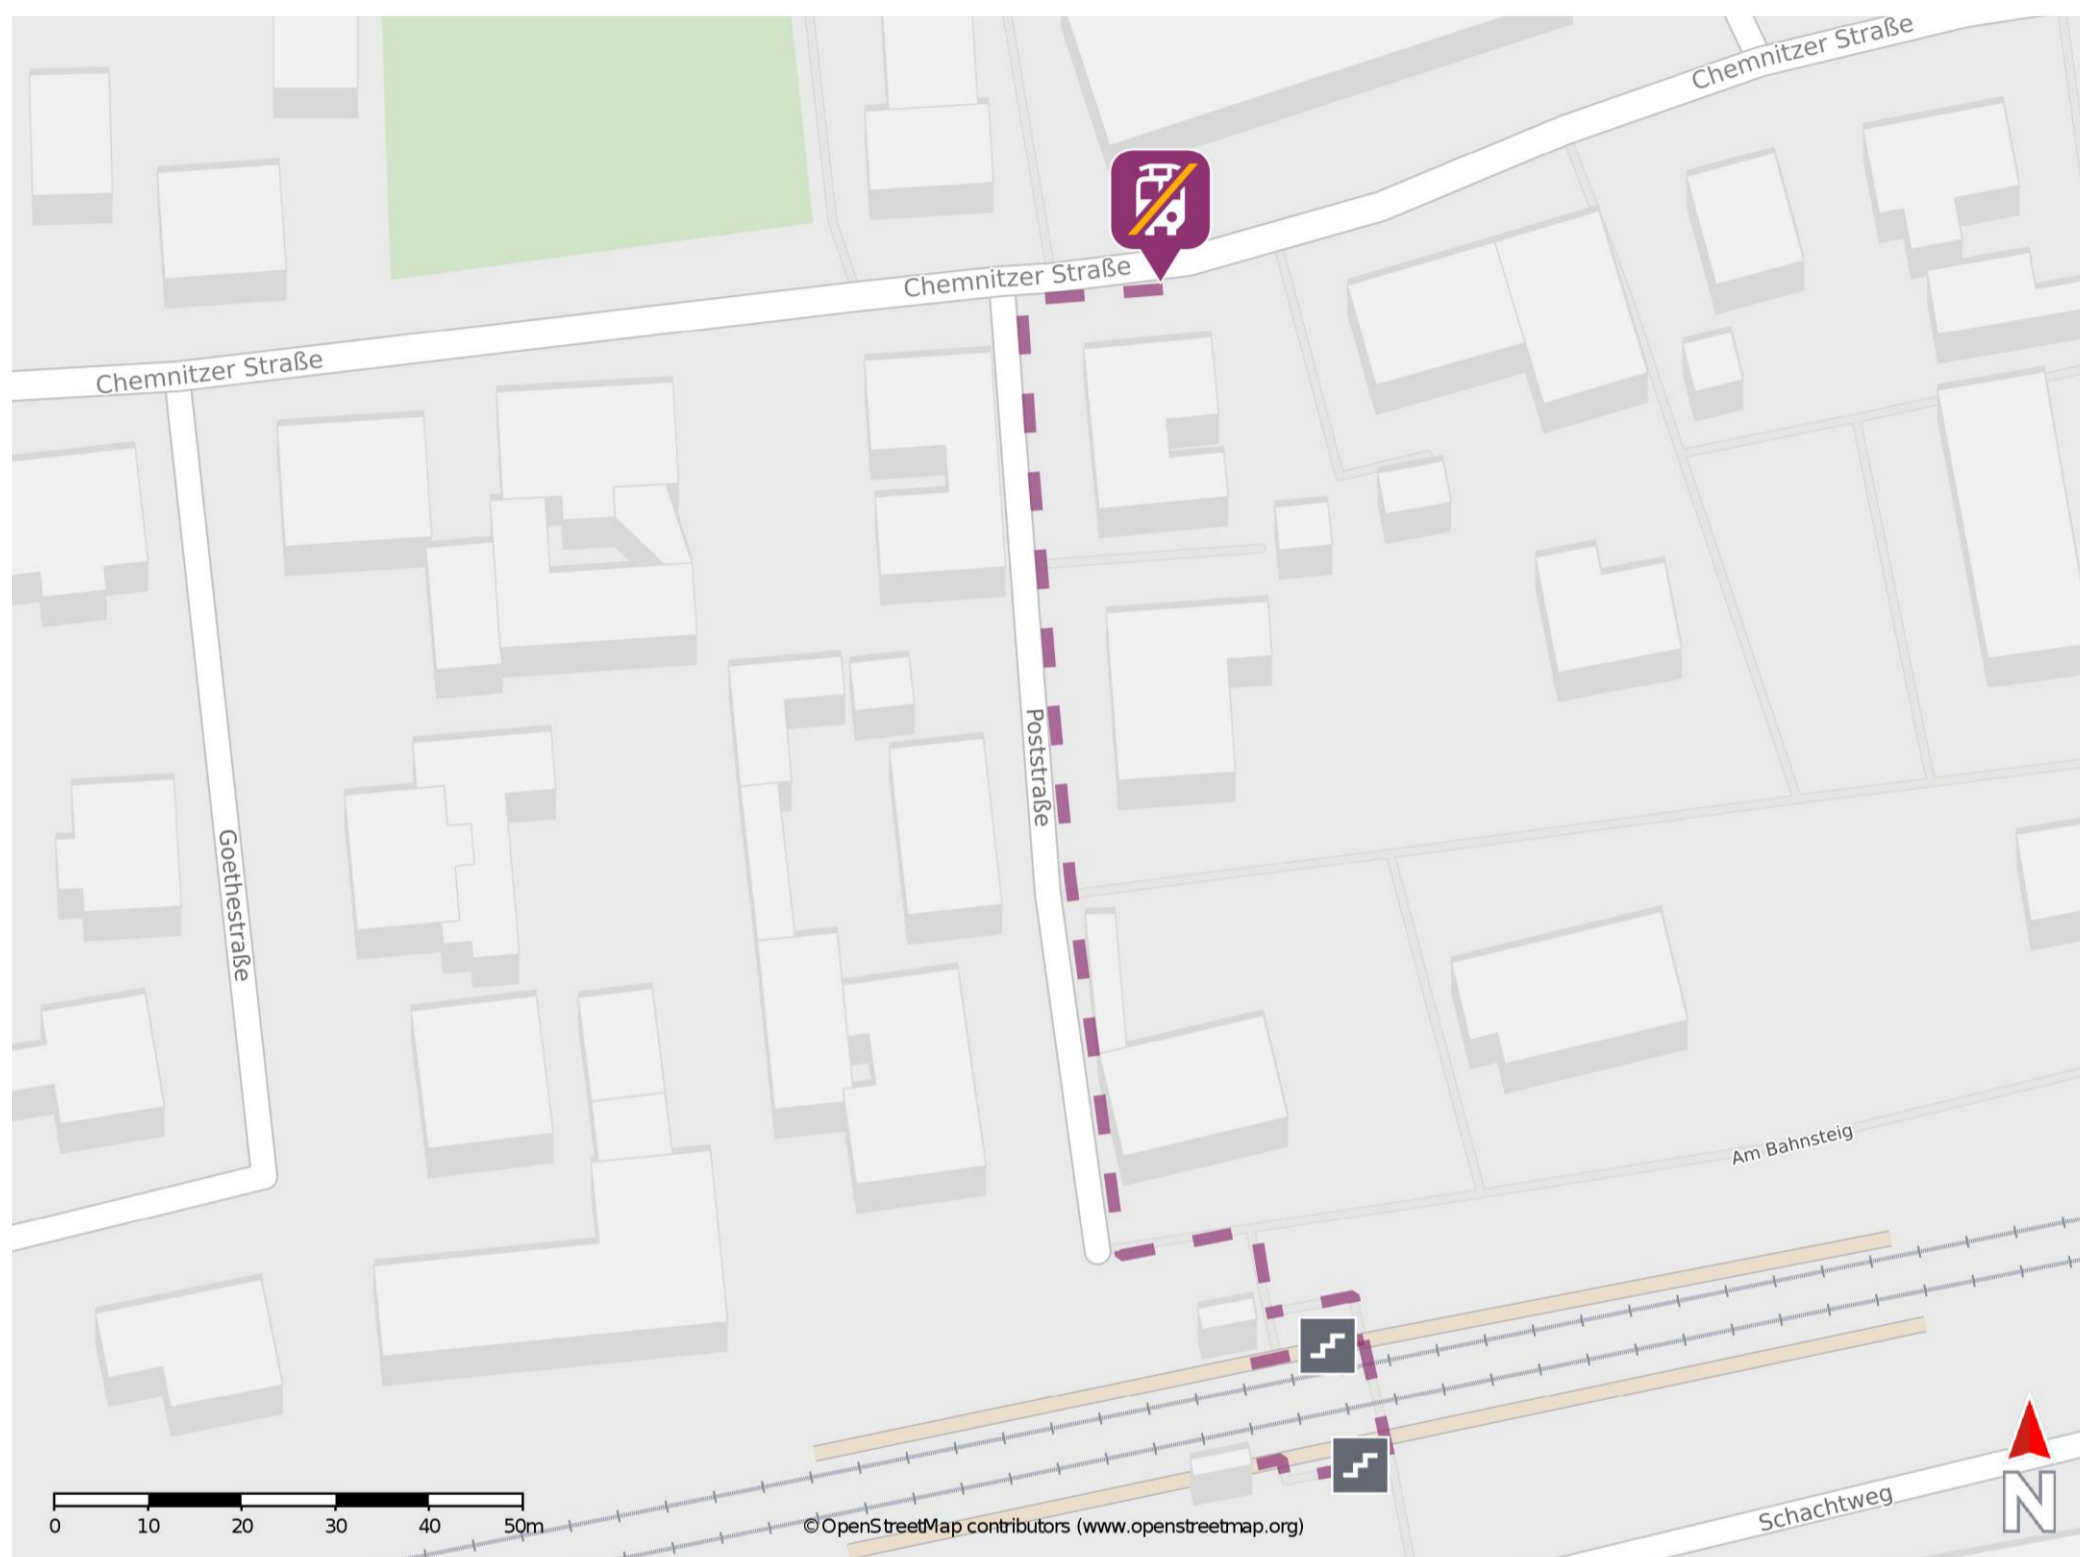 Chemnitzer Straße
Chemnitzer Straße
Chemnitzer Straße
Poststraße
Goethestraße
Am Bahnsteig
Schachtweg
N
0 10 20 30 40 50m
© OpenStreetMap contributors (www.openstreetmap.org)